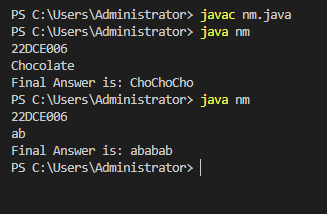 PS C:\Users\Administrator> javac nm.java
PS C:\Users\Administrator> java nm
22DCE006
Chocolate
Final Answer is: ChoChoCho
PS C:\Users\Administrator> java nm
22DCE006
ab
Final Answer is: ababab
PS C:\Users\Administrator>